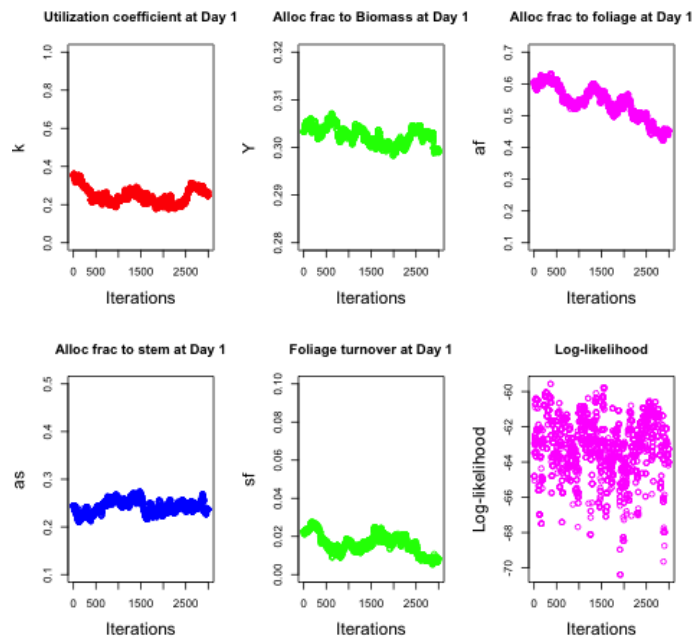 Utilization coefficient at Day 1
Alloc frac to Biomass at Day 1
Alloc frac to foliage at Day 1
k
1.0
0.8
0.6
0.4
0.2
0.0
0 500 1500 2500
Iterations
Y
0.32
0.31
0.30
0.29
0.28
0 500 1500 2500
Iterations
af
0.7
0.6
0.5
0.4
0.3
0.2
0.1
0 500 1500 2500
Iterations
Alloc frac to stem at Day 1
Foliage turnover at Day 1
Log-likelihood
as
0.5
0.4
0.3
0.2
0.1
0 500 1500 2500
Iterations
sf
0.10
0.08
0.06
0.04
0.02
0.00
0 500 1500 2500
Iterations
Log-likelihood
-60
-62
-64
-66
-68
-70
0 500 1500 2500
Iterations